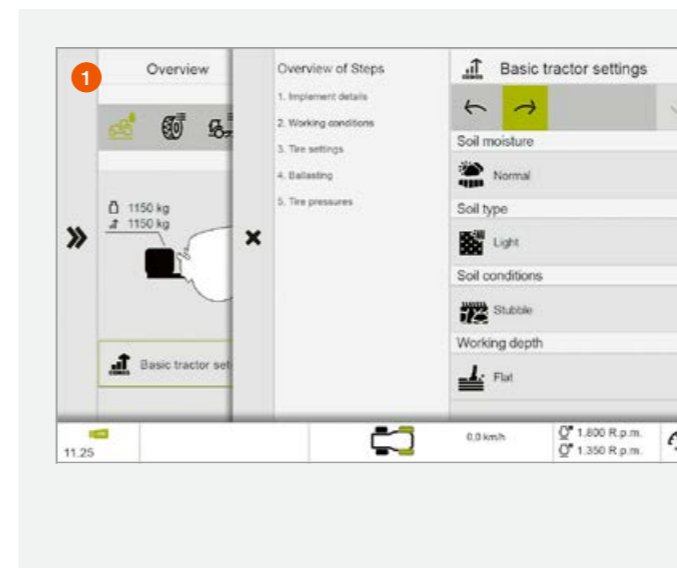 1
Overview
1150 kg
1150 kg
Basic tractor set
Overview of Steps
1. Implement details
2. Working conditions
3. Tire settings
4. Ballasting
5. Tire pressures
Basic tractor settings
Soil moisture
Normal
Soil type
Light
Soil conditions
Stubble
Working depth
Flat
11.25
0,0 km/h
1.800 R.p.m.
1.350 R.p.m.